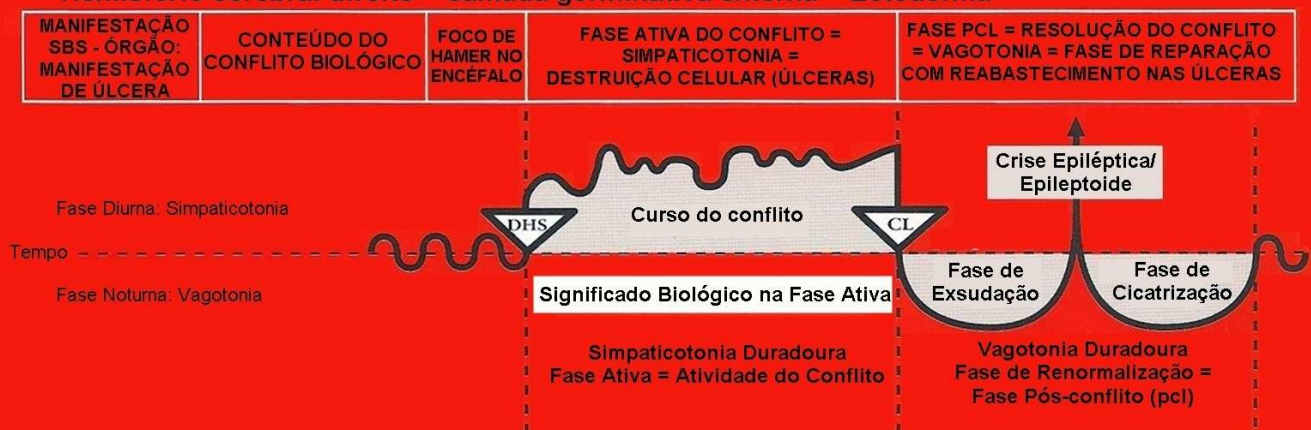 MANIFESTAÇÃO
SBS - ÓRGÃO:
MANIFESTAÇÃO
DE ÚLCERA
CONTEÚDO DO
CONFLITO BIOLÓGICO
FOCO DE
HAMER NO
ENCÉFALO
FASE ATIVA DO CONFLITO =
SIMPATICOTONIA =
DESTRUIÇÃO CELULAR (ÚLCERAS)
FASE PCL = RESOLUÇÃO DO CONFLITO
= VAGOTONIA = FASE DE REPARAÇÃO
COM REABASTECIMENTO NAS ÚLCERAS
Crise Epiléptica/
Epileptoide
Fase Diurna: Simpaticotonia
DHS
Curso do conflito
CL
Tempo
Fase Noturna: Vagotonia
Significado Biológico na Fase Ativa
Fase de
Exsudação
Fase de
Cicatrização
Simpaticotonia Duradoura
Fase Ativa = Atividade do Conflito
Vagotonia Duradoura
Fase de Renormalização =
Fase Pós-conflito (pcl)